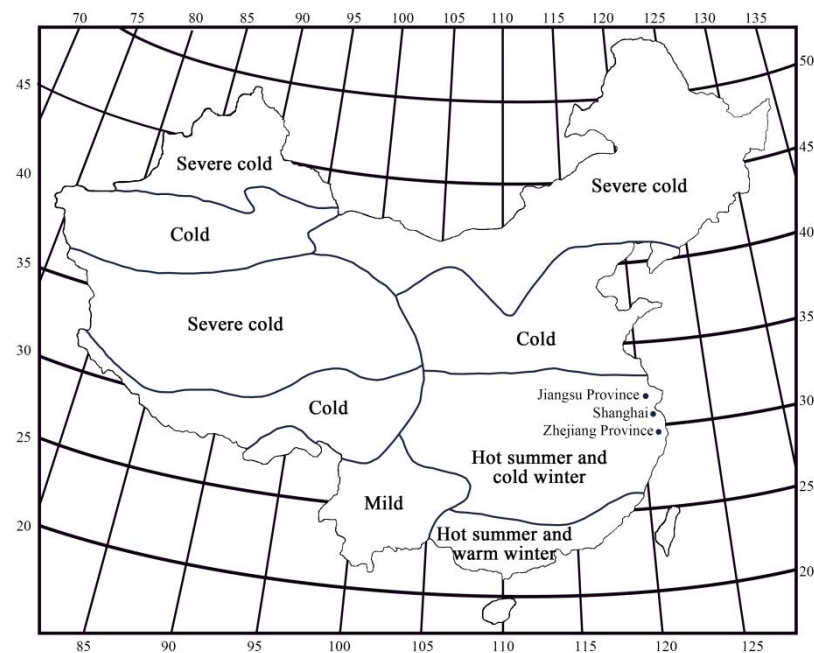 70 75 80 85 90 95 100 105 110 115 120 125 130 135
50
45
Severe cold
45
Severe cold
40
Cold
40
35
Severe cold
35
Cold
30
Jiangsu Province
30
Cold
Shanghai
Zhejiang Province
25
Hot summer and
cold winter
25
Mild
20
Hot summer and
warm winter
20
85 90 95 100 105 110 115 120 125